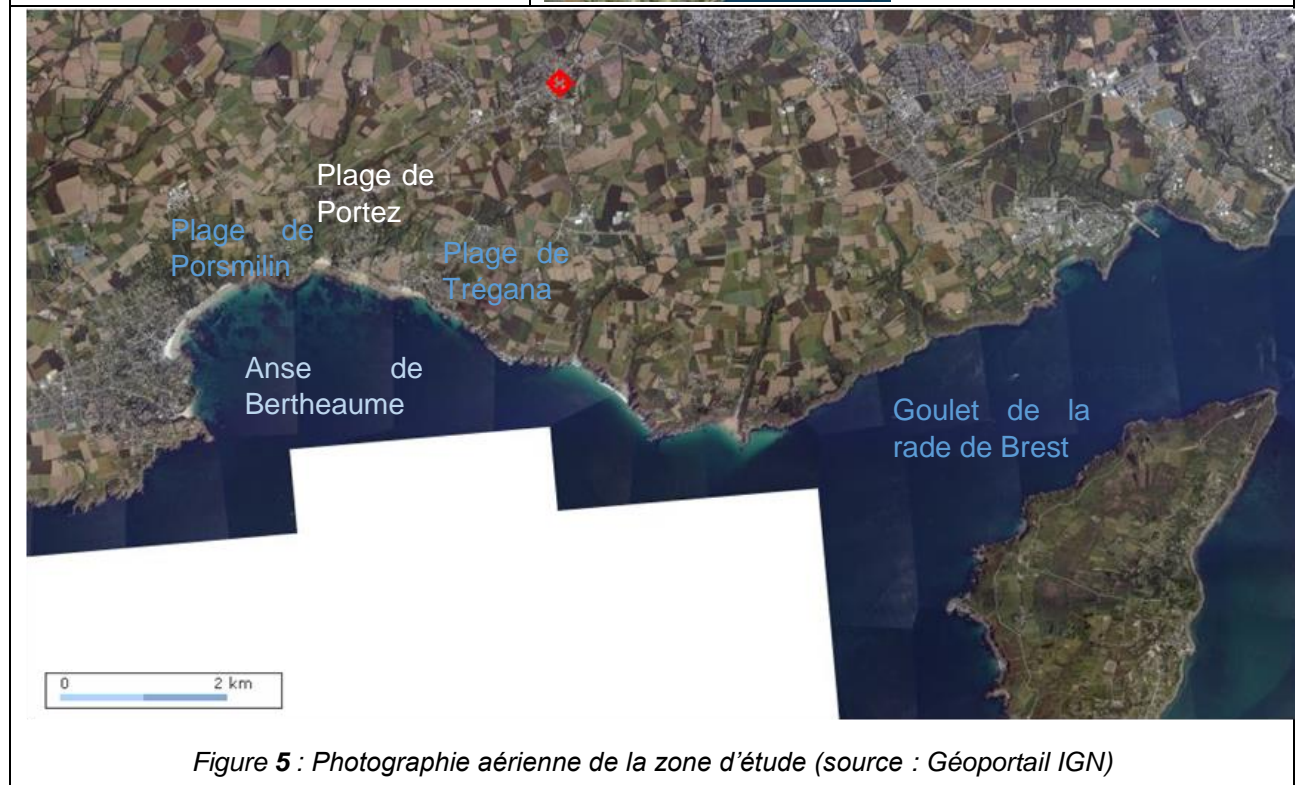 Plage de
Portez
Plage de
Porsmilin
Plage de
Trégana
Anse de
Bertheaume
Goulet de la
rade de Brest
0 2 km
Figure 5 : Photographie aérienne de la zone d'étude (source : Géoportail IGN)